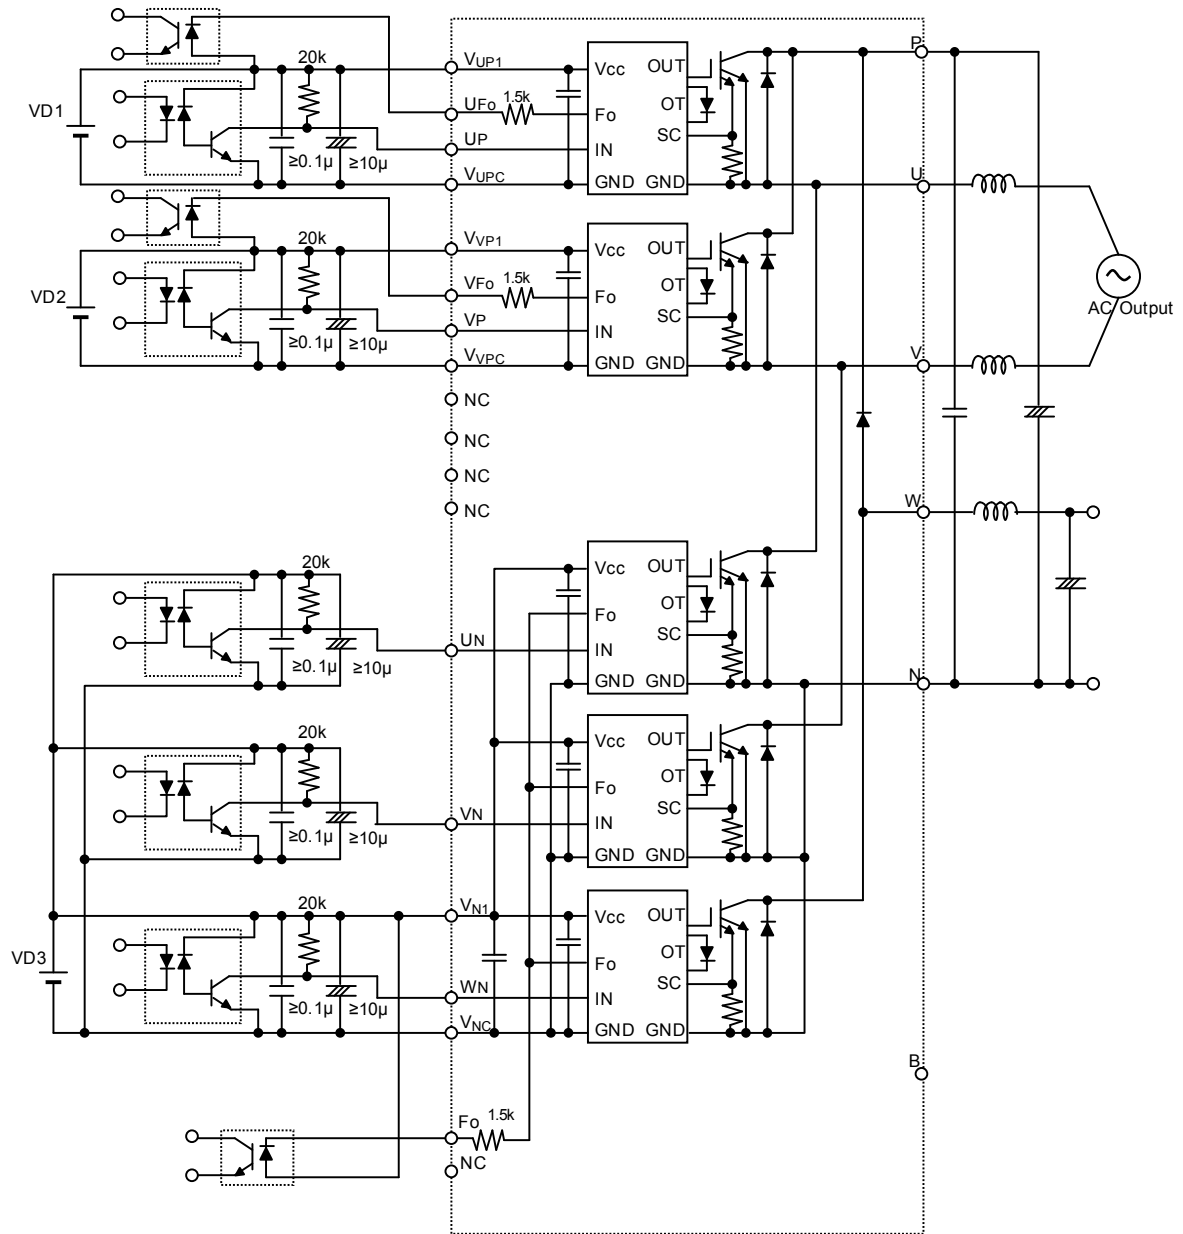 P
20k
VUP1
Vcc OUT
VD1
UFo 1.5k
Fo
OT
SC
UP
IN
≥0.1µ ≥10µ
VUPC
GND GND
U
20k
VVP1
Vcc OUT
VD2
VFo 1.5k
Fo
OT
SC
VP
IN
≥0.1µ ≥10µ
VVPC
GND GND
V
AC Output
NC
NC
NC
NC
W
20k
Vcc OUT
Fo
OT
SC
UN
IN
≥0.1µ ≥10µ
GND GND
N
20k
Vcc OUT
Fo
OT
SC
VN
IN
≥0.1µ ≥10µ
GND GND
20k
VN1
Vcc OUT
VD3
Fo
OT
SC
WN
IN
≥0.1µ ≥10µ
VNC
GND GND
B
Fo 1.5k
NC